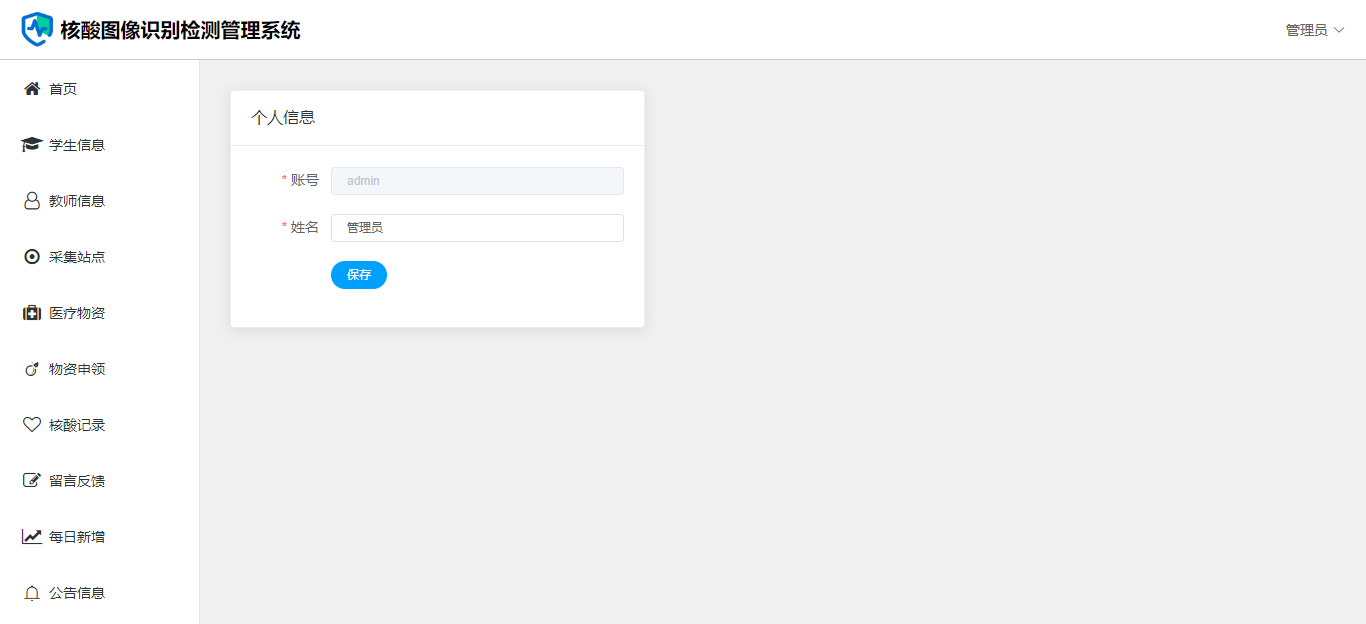 核酸图像识别检测管理系统
管理员
首页
学生信息
教师信息
采集站点
医疗物资
物资申领
核酸记录
留言反馈
每日新增
公告信息
个人信息
* 账号 admin
* 姓名 管理员
保存